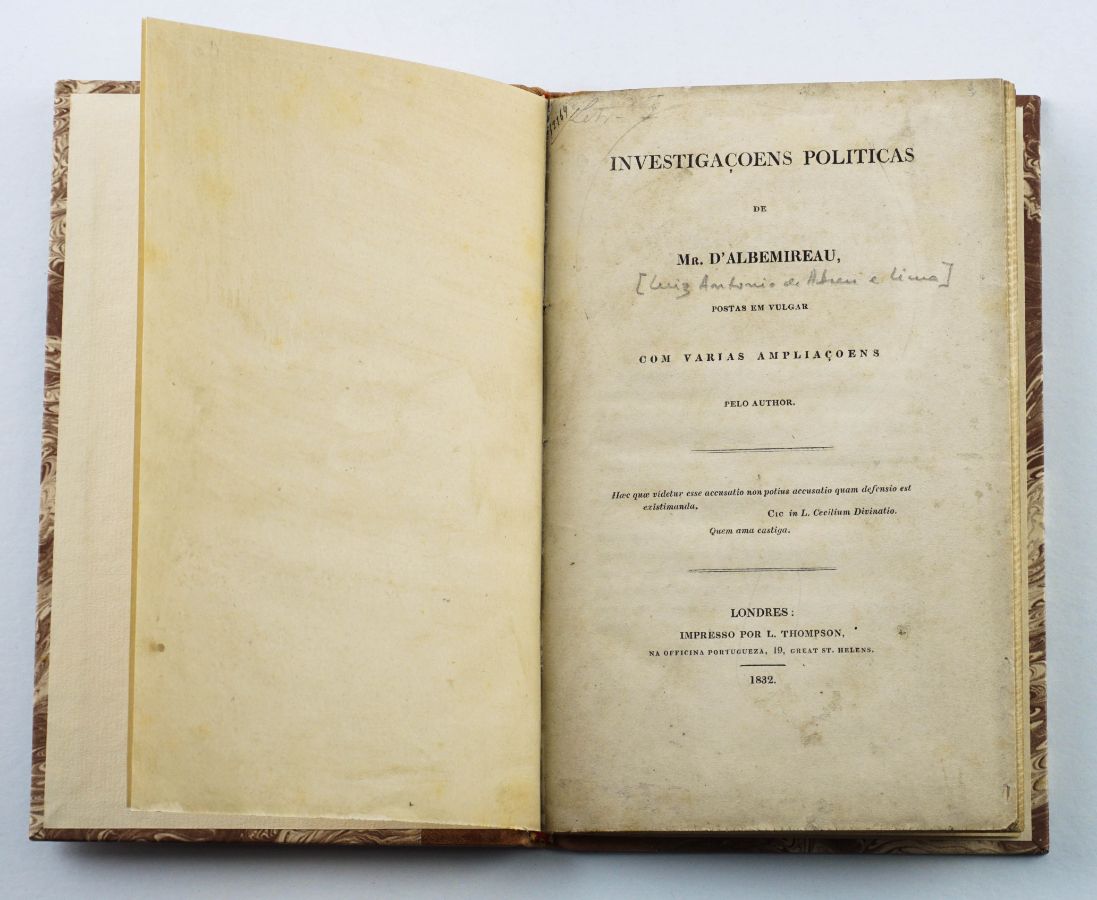 INVESTIGAÇOENS POLITICAS
DE
MR. D'ALBEMIREAU,
[Luiz Antonio de Abreu e Lima]
POSTAS EM VULGAR
COM VARIAS AMPLIAÇOENS
PELO AUTHOR.
Hæc quæ videtur esse accusatio non potius accusatio quam defensio est
existimanda,
CIC in L. Cecilium Divinatio.
Quem ama castiga.
LONDRES:
IMPRESSO POR L. THOMPSON,
NA OFFICINA PORTUGUEZA, 19, GREAT ST. HELENS.
1832.